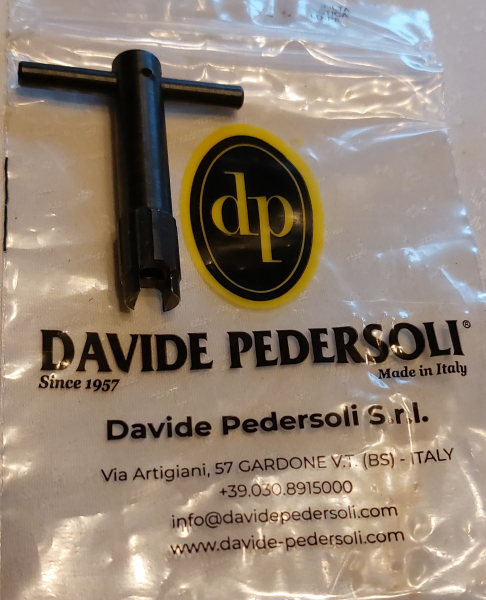 dp
DAVIDE PEDERSOLI®
Since 1957
Made in Italy
Davide Pedersoli S.r.l.
Via Artigiani, 57 GARDONE V.T. (BS) - ITALY
+39.030.8915000
info@davidepedersoli.com
www.davide-pedersoli.com